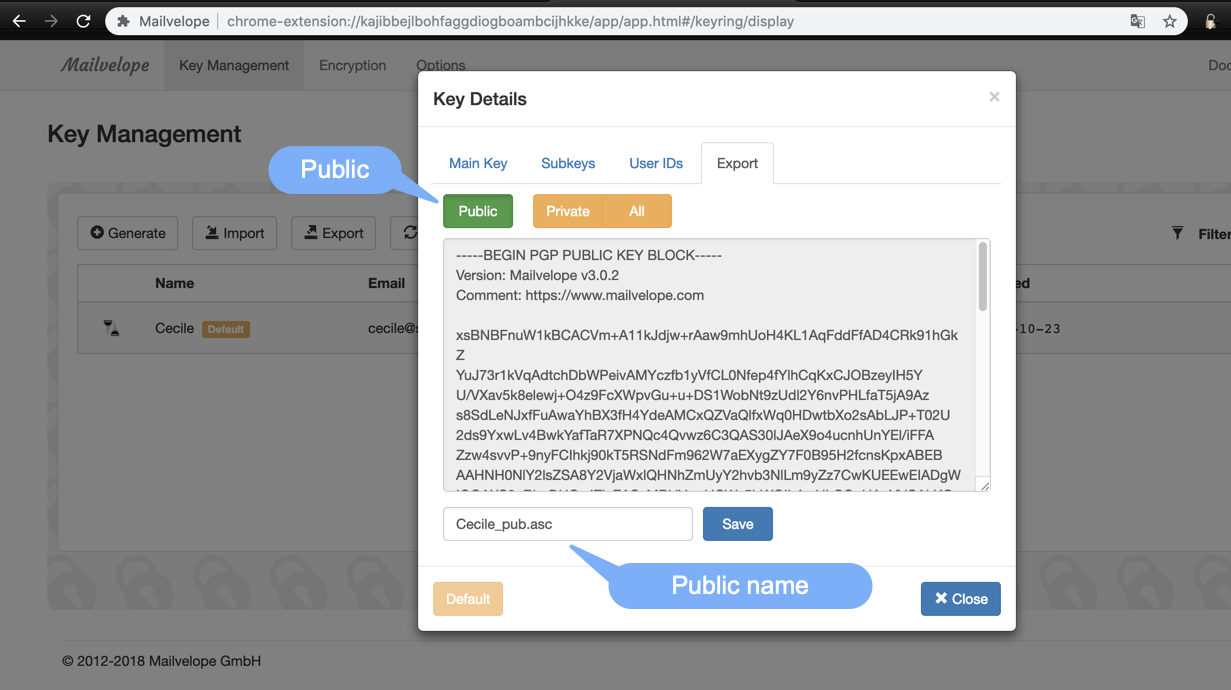 Mailvelope
chrome-extension://kajibbejlbohfaggdiogboambcijhkke/app/app.html#/keyring/display
Mailvelope
Key Management
Encryption
Options
Doc
Key Management
Generate
Import
Export
Filter
Name
Email
ed
Cecile Default
cecile@s
-10-23
Key Details
×
Main Key
Subkeys
User IDs
Export
Public
Public
Private
All
-----BEGIN PGP PUBLIC KEY BLOCK-----
Version: Mailvelope v3.0.2
Comment: https://www.mailvelope.com
xsBNBFnuW1kBCACVm+A11kJdjw+rAaw9mhUoH4KL1AqFddFfAD4CRk91hGk
Z
YuJ73r1kVqAdtchDbWPeivAMYczfb1yVfCL0Nfep4fYlhCqKxCJOBzeyIH5Y
U/VXav5k8elewj+O4z9FcXWpvGu+u+DS1WobNt9zUdl2Y6nvPHLfaT5jA9Az
s8SdLeNJxfFuAwaYhBX3fH4YdeAMCxQZVaQlfxWq0HDwtbXo2sAbLJP+T02U
2ds9YxwLv4BwkYafTaR7XPNQc4Qvwz6C3QAS30lJAeX9o4ucnhUnYEl/iFFA
Zzw4svvP+9nyFClhkj90kT5RSNdFm962W7aEXygZY7F0B95H2fcnsKpxABEB
AAHNH0NlY2lsZSA8Y2VjaWxlQHNhZmUyY2hvb3NlLm9yZz7CwKUEEwEIADgW
Cecile_pub.asc
Save
Public name
Default
Close
© 2012-2018 Mailvelope GmbH